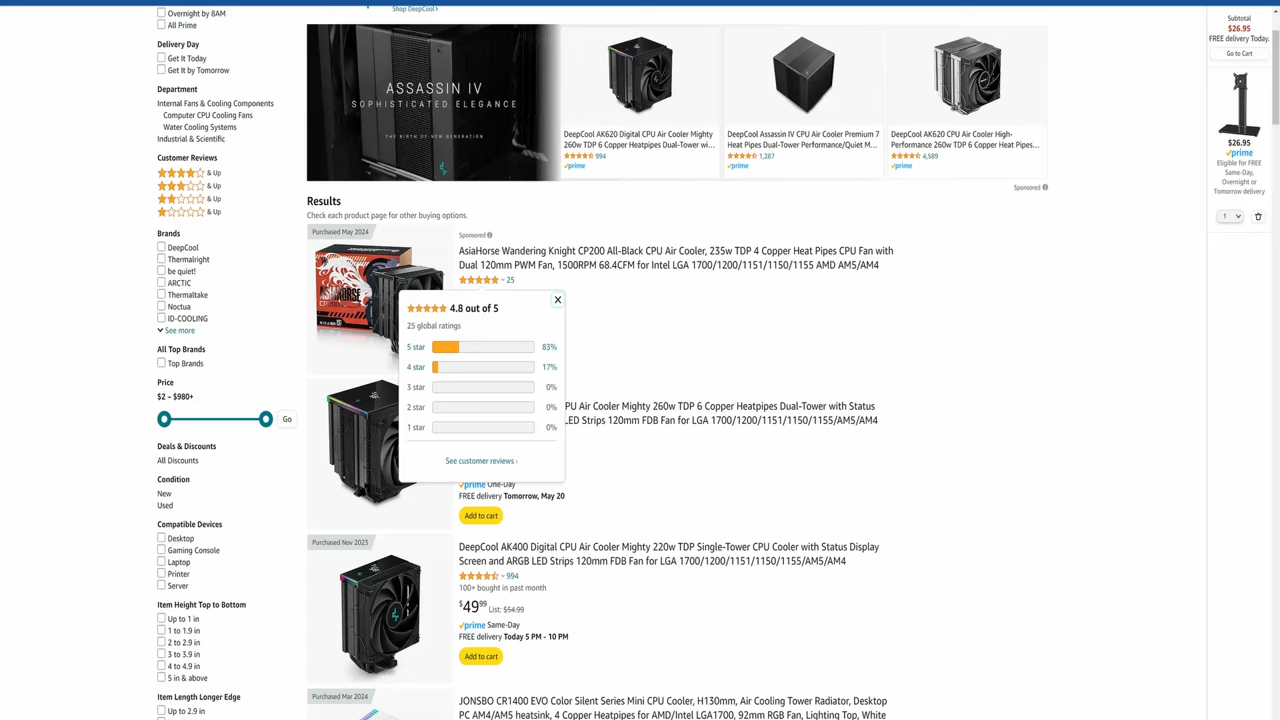 Overnight by 8AM
All Prime
Delivery Day
Get It Today
Get It by Tomorrow
Department
Internal Fans & Cooling Components
Computer CPU Cooling Fans
Water Cooling Systems
Industrial & Scientific
Customer Reviews
& Up
& Up
& Up
& Up
Brands
DeepCool
Thermalright
be quiet!
ARCTIC
Thermaltake
Noctua
ID-COOLING
See more
All Top Brands
Top Brands
Price
$2 – $980+
Go
Deals & Discounts
All Discounts
Condition
New
Used
Compatible Devices
Desktop
Gaming Console
Laptop
Printer
Server
Item Height Top to Bottom
Up to 1 in
1 to 1.9 in
2 to 2.9 in
3 to 3.9 in
4 to 4.9 in
5 in & above
Item Length Longer Edge
Up to 2.9 in
Shop DeepCool ›
ASSASSIN IV
SOPHISTICATED ELEGANCE
THE BIRTH OF NEW GENERATION
DeepCool AK620 Digital CPU Air Cooler Mighty
260w TDP 6 Copper Heatpipes Dual-Tower wi...
994
prime
DeepCool Assassin IV CPU Air Cooler Premium 7
Heat Pipes Dual-Tower Performance/Quiet M...
1,287
prime
DeepCool AK620 CPU Air Cooler High-
Performance 260w TDP 6 Copper Heat Pipes...
4,589
prime
Sponsored
Results
Check each product page for other buying options.
Purchased May 2024
Sponsored
AsiaHorse Wandering Knight CP200 All-Black CPU Air Cooler, 235w TDP 4 Copper Heat Pipes CPU Fan with
Dual 120mm PWM Fan, 1500RPM 68.4CFM for Intel LGA 1700/1200/1151/1150/1155 AMD AM5/AM4
25
4.8 out of 5
25 global ratings
5 star 83%
4 star 17%
3 star 0%
2 star 0%
1 star 0%
See customer reviews ›
PU Air Cooler Mighty 260w TDP 6 Copper Heatpipes Dual-Tower with Status
LED Strips 120mm FDB Fan for LGA 1700/1200/1151/1150/1155/AM5/AM4
prime One-Day
FREE delivery Tomorrow, May 20
Add to cart
Purchased Nov 2023
DeepCool AK400 Digital CPU Air Cooler Mighty 220w TDP Single-Tower CPU Cooler with Status Display
Screen and ARGB LED Strips 120mm FDB Fan for LGA 1700/1200/1151/1150/1155/AM5/AM4
994
100+ bought in past month
$49.99 List: $54.99
prime Same-Day
FREE delivery Today 5 PM - 10 PM
Add to cart
Purchased Mar 2024
JONSBO CR1400 EVO Color Silent Series Mini CPU Cooler, H130mm, Air Cooling Tower Radiator, Desktop
PC AM4/AM5 heatsink, 4 Copper Heatpipes for AMD/Intel LGA1700, 92mm RGB Fan, Lighting Top, White
Subtotal
$26.95
FREE delivery Today.
Go to Cart
$26.95
prime
Eligible for FREE
Same-Day,
Overnight or
Tomorrow delivery
1